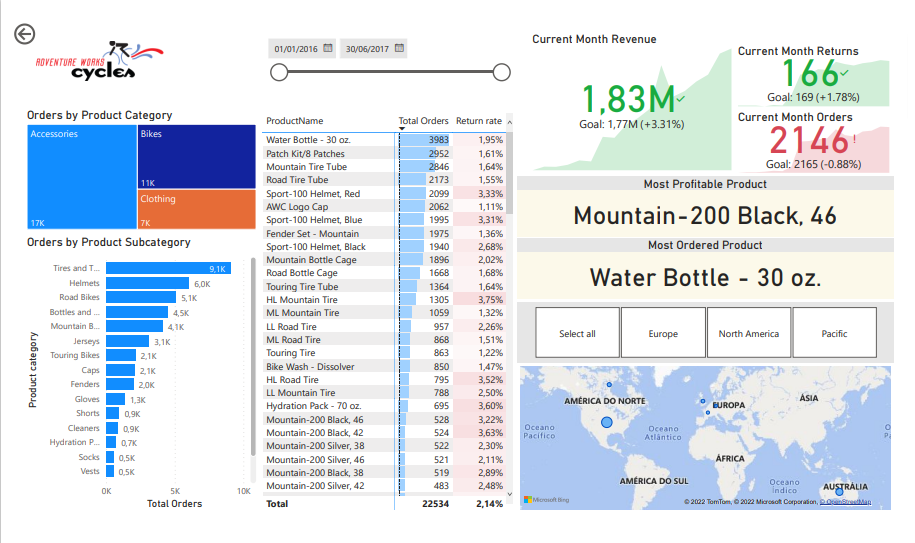 ADVENTURE WORKS
cycles
01/01/2016
30/06/2017
Orders by Product Category
Accessories
17K
Bikes
11K
Clothing
7K
Orders by Product Subcategory
Product category
Tires and T... 9,1K
Helmets 6,0K
Road Bikes 5,1K
Bottles and ... 4,5K
Mountain B... 4,1K
Jerseys 3,1K
Touring Bikes 2,1K
Caps 2,1K
Fenders 2,0K
Gloves 1,3K
Shorts 0,9K
Cleaners 0,9K
Hydration P... 0,7K
Socks 0,5K
Vests 0,5K
0K 5K 10K
Total Orders
ProductName Total Orders Return rate
Water Bottle - 30 oz. 3983 1,95%
Patch Kit/8 Patches 2952 1,61%
Mountain Tire Tube 2846 1,64%
Road Tire Tube 2173 1,55%
Sport-100 Helmet, Red 2099 3,33%
AWC Logo Cap 2062 1,11%
Sport-100 Helmet, Blue 1995 3,31%
Fender Set - Mountain 1975 1,36%
Sport-100 Helmet, Black 1940 2,68%
Mountain Bottle Cage 1896 2,02%
Road Bottle Cage 1668 1,68%
Touring Tire Tube 1364 1,64%
HL Mountain Tire 1305 3,75%
ML Mountain Tire 1059 1,32%
LL Road Tire 957 2,26%
ML Road Tire 868 1,51%
Touring Tire 863 1,22%
Bike Wash - Dissolver 850 1,47%
HL Road Tire 795 3,52%
LL Mountain Tire 788 2,50%
Hydration Pack - 70 oz. 695 3,60%
Mountain-200 Black, 46 528 3,22%
Mountain-200 Black, 42 524 3,63%
Mountain-200 Silver, 38 522 2,30%
Mountain-200 Silver, 46 521 2,11%
Mountain-200 Black, 38 519 2,89%
Mountain-200 Silver, 42 483 2,48%
Total 22534 2,14%
Current Month Revenue
1,83M
Goal: 1,77M (+3.31%)
Current Month Returns
166
Goal: 169 (+1.78%)
Current Month Orders
2146!
Goal: 2165 (-0.88%)
Most Profitable Product
Mountain-200 Black, 46
Most Ordered Product
Water Bottle - 30 oz.
Select all
Europe
North America
Pacific
AMÉRICA DO NORTE
EUROPA
ÁSIA
Oceano
Pacífico
Oceano
Atlântico
ÁFRICA
AMÉRICA DO SUL
Oceano
Índico
AUSTRÁLIA
Microsoft Bing
© 2022 TomTom, © 2022 Microsoft Corporation, © OpenStreetMap